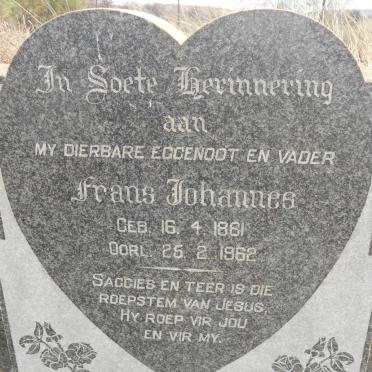 In Soete Herinnering
aan
MY DIERBARE EGGENOOT EN VADER
Frans Johannes
GEB. 16. 4. 1881
OORL. 25. 2. 1962
SAGGIES EN TEER IS DIE
ROEPSTEM VAN JESUS,
HY ROEP VIR JOU
EN VIR MY.